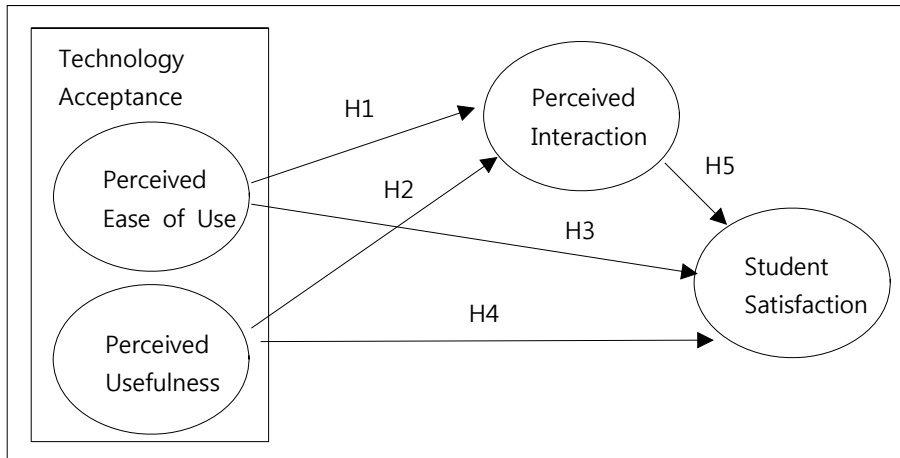 Technology
Acceptance
Perceived
Ease of Use
Perceived
Usefulness
H1
H2
H3
H4
Perceived
Interaction
H5
Student
Satisfaction